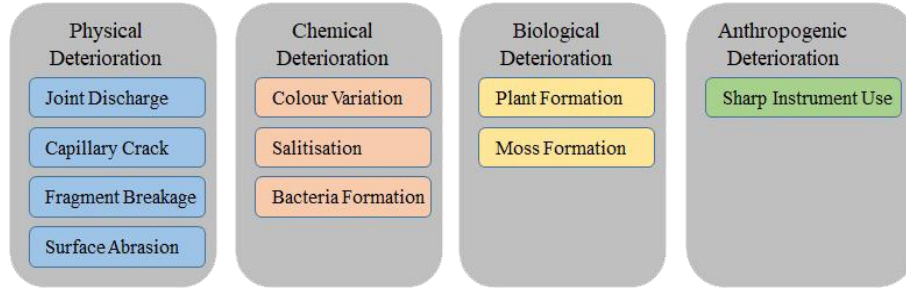 Physical
Deterioration
Joint Discharge
Capillary Crack
Fragment Breakage
Surface Abrasion
Chemical
Deterioration
Colour Variation
Salitisation
Bacteria Formation
Biological
Deterioration
Plant Formation
Moss Formation
Anthropogenic
Deterioration
Sharp Instrument Use